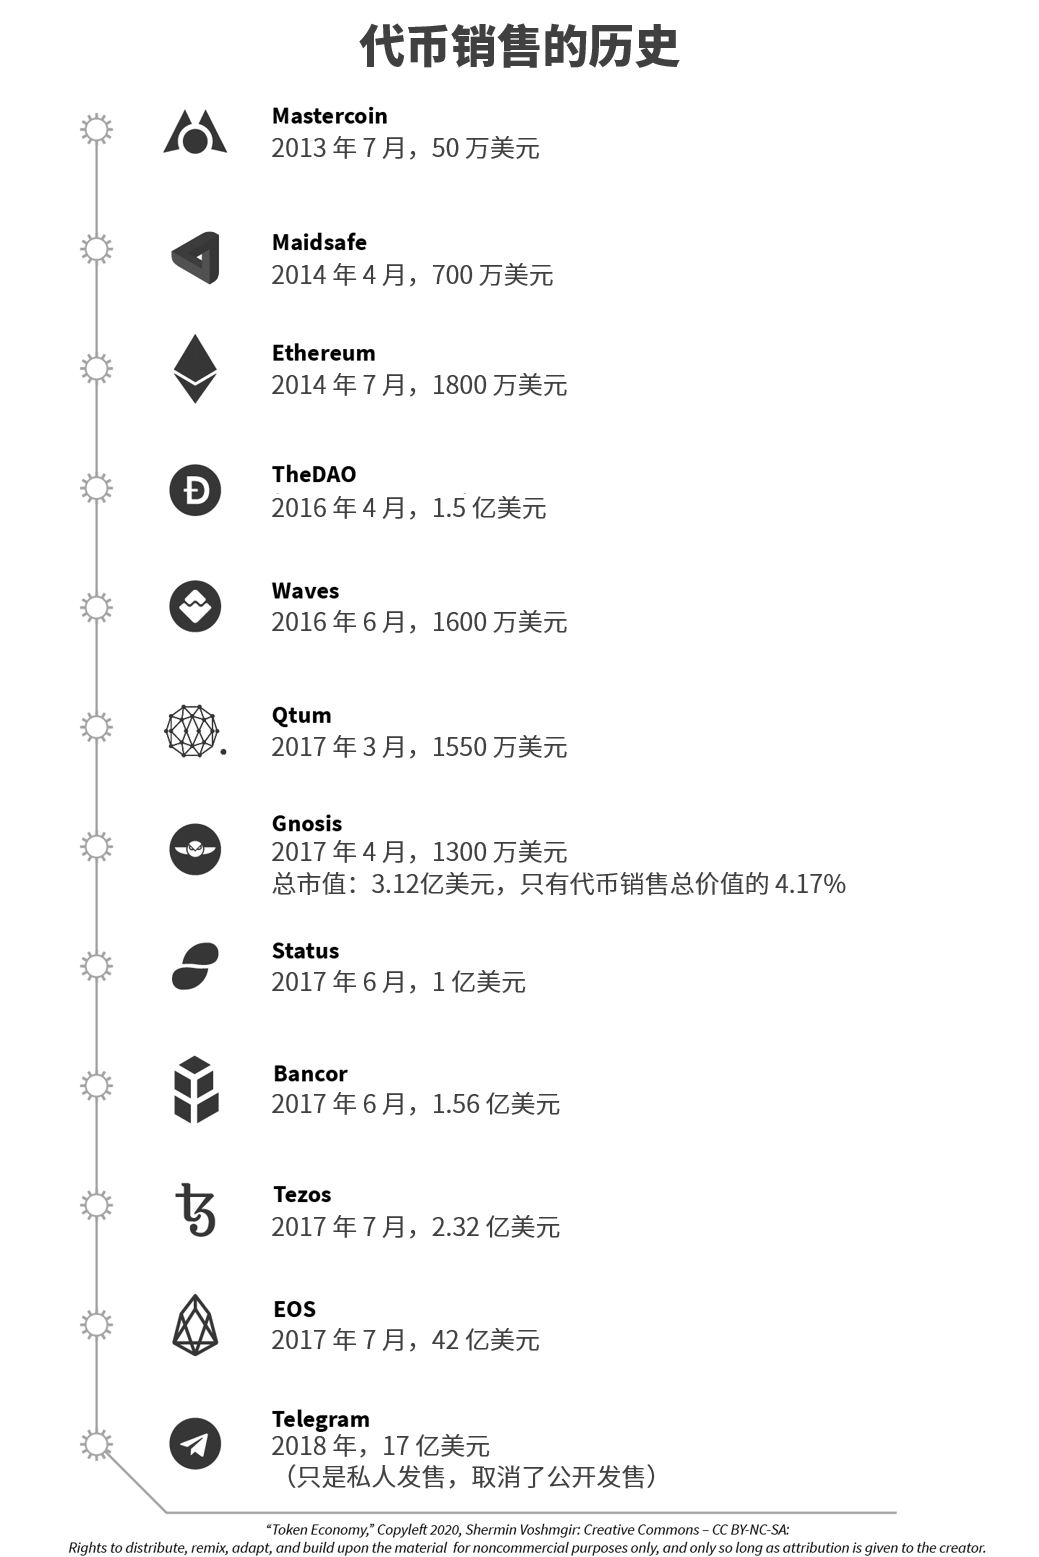 代币销售的历史
Mastercoin
2013 年 7 月，50 万美元
Maidsafe
2014 年 4 月，700 万美元
Ethereum
2014 年 7 月，1800 万美元
TheDAO
2016 年 4 月，1.5 亿美元
Waves
2016 年 6 月，1600 万美元
Qtum
2017 年 3 月，1550 万美元
Gnosis
2017 年 4 月，1300 万美元
总市值：3.12亿美元，只有代币销售总价值的 4.17%
Status
2017 年 6 月，1 亿美元
Bancor
2017 年 6 月，1.56 亿美元
Tezos
2017 年 7 月，2.32 亿美元
EOS
2017 年 7 月，42 亿美元
Telegram
2018 年，17 亿美元
（只是私人发售，取消了公开发售）
“Token Economy,” Copyleft 2020, Shermin Voshmgir: Creative Commons – CC BY-NC-SA:
Rights to distribute, remix, adapt, and build upon the material for noncommercial purposes only, and only so long as attribution is given to the creator.